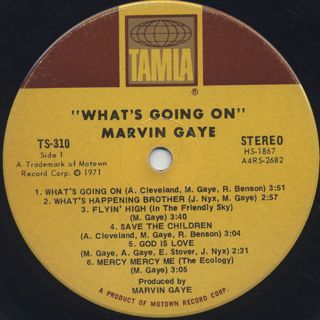 TAMLA
®
"WHAT'S GOING ON"
MARVIN GAYE
TS-310
Side 1
A Trademark of Motown
Record Corp. © 1971
STEREO
HS-1867
A4RS-2682
1. WHAT'S GOING ON (A. Cleveland, M. Gaye, R. Benson) 3:51
2. WHAT'S HAPPENING BROTHER (J. Nyx, M. Gaye) 2:57
3. FLYIN' HIGH (In The Friendly Sky)
(M. Gaye) 3:40
4. SAVE THE CHILDREN
(A. Cleveland, M. Gaye, R. Benson) 3:04
5. GOD IS LOVE
(M. Gaye, A. Gaye, E. Stover, J. Nyx) 2:31
6. MERCY MERCY ME (The Ecology)
(M. Gaye) 3:05
Produced by
MARVIN GAYE
A PRODUCT OF MOTOWN RECORD CORP.